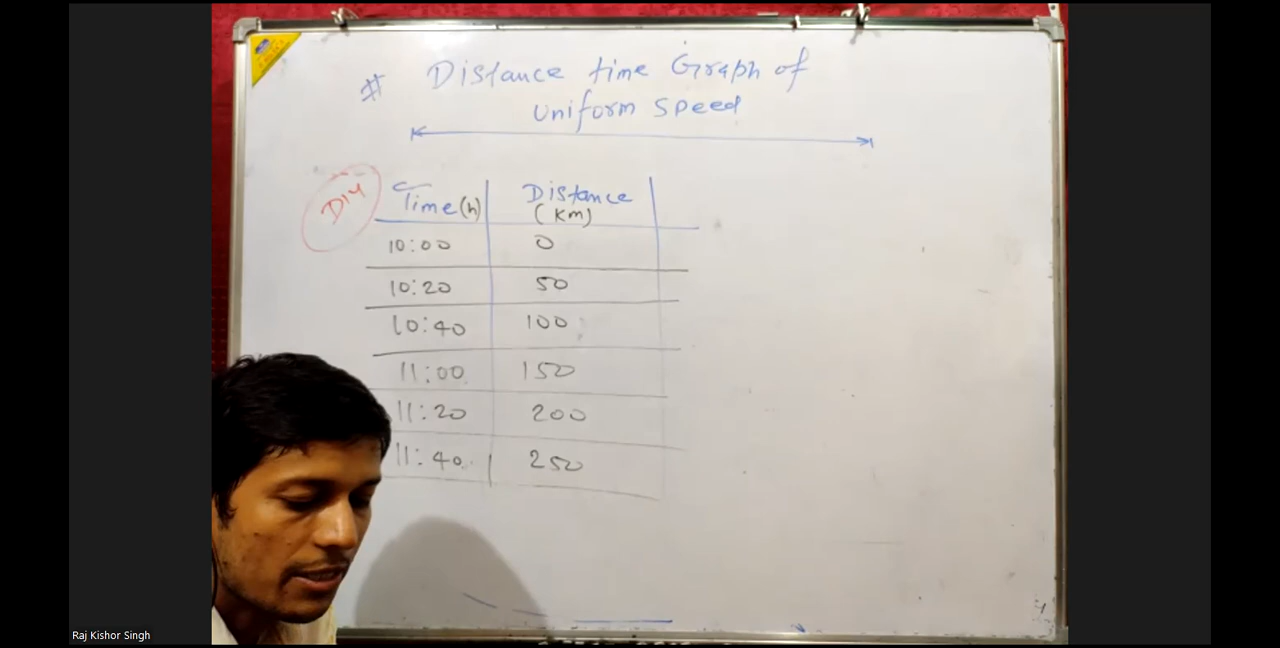 # Distance time Graph of
Uniform Speed
DIY
Time(h) Distance (Km)
10:00 0
10:20 50
10:40 100
11:00 150
11:20 200
11:40 250
Raj Kishor Singh